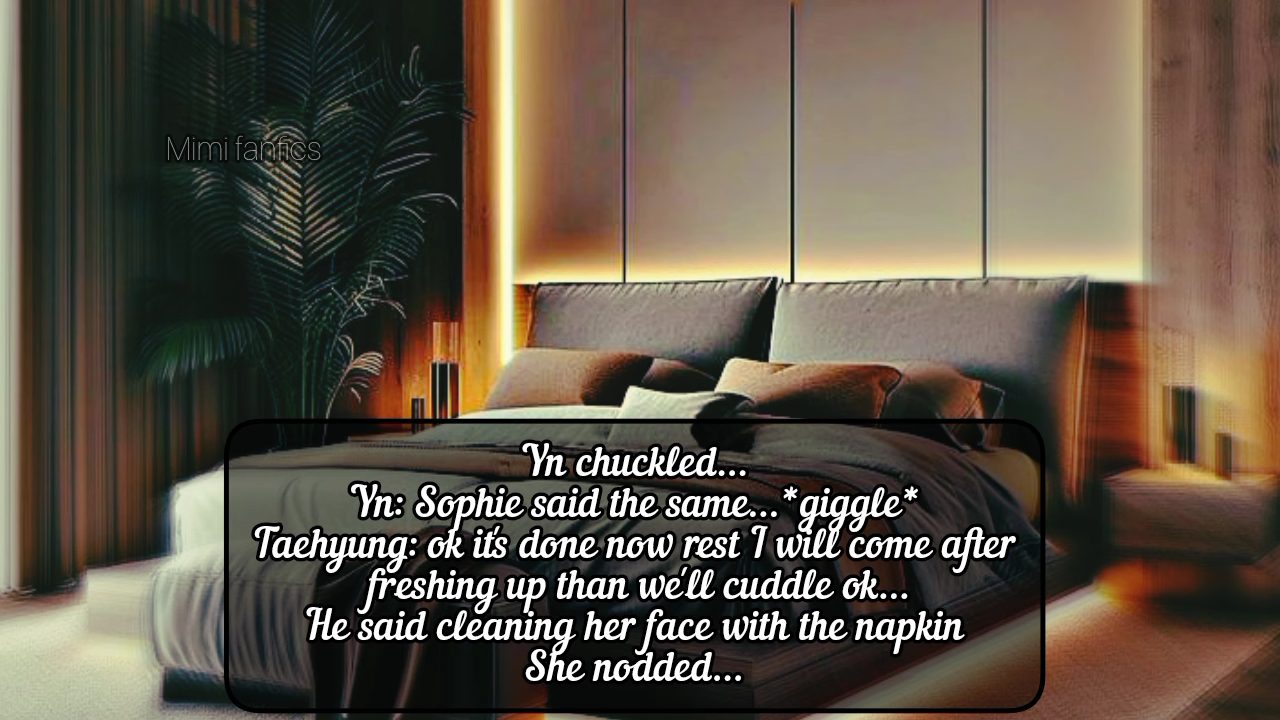 Mimi fanfics
Yn chuckled...
Yn: Sophie said the same...*giggle*
Taehyung: ok it's done now rest I will come after
freshing up than we'll cuddle ok...
He said cleaning her face with the napkin
She nodded...